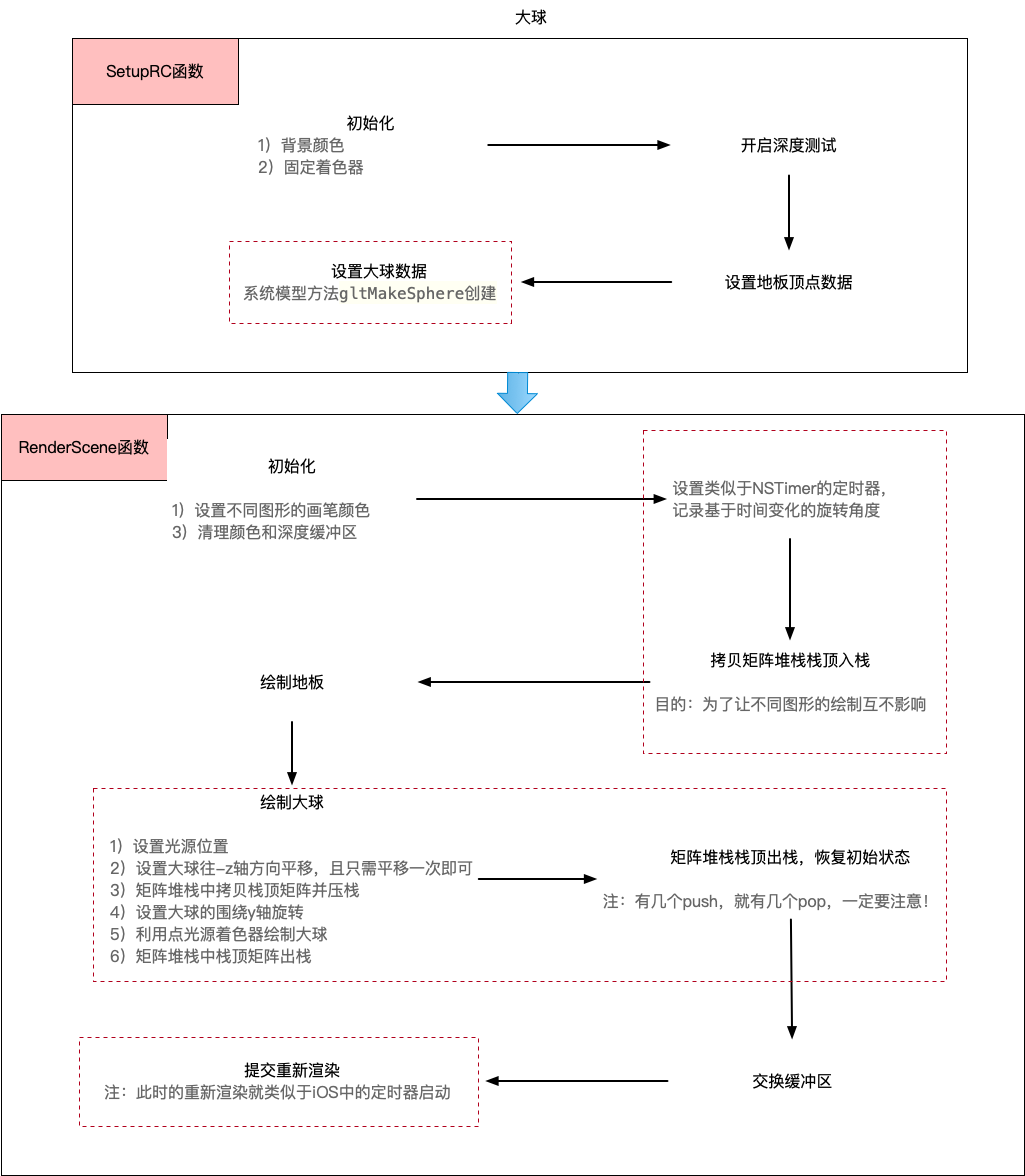 大球
SetupRC函数
初始化
1）背景颜色
2）固定着色器
开启深度测试
设置地板顶点数据
设置大球数据
系统模型方法gltMakeSphere创建
RenderScene函数
初始化
1）设置不同图形的画笔颜色
3）清理颜色和深度缓冲区
设置类似于NSTimer的定时器，
记录基于时间变化的旋转角度
拷贝矩阵堆栈栈顶入栈
目的：为了让不同图形的绘制互不影响
绘制地板
绘制大球
1）设置光源位置
2）设置大球往-z轴方向平移，且只需平移一次即可
3）矩阵堆栈中拷贝栈顶矩阵并压栈
4）设置大球的围绕y轴旋转
5）利用点光源着色器绘制大球
6）矩阵堆栈中栈顶矩阵出栈
矩阵堆栈栈顶出栈，恢复初始状态
注：有几个push，就有几个pop，一定要注意！
交换缓冲区
提交重新渲染
注：此时的重新渲染就类似于iOS中的定时器启动